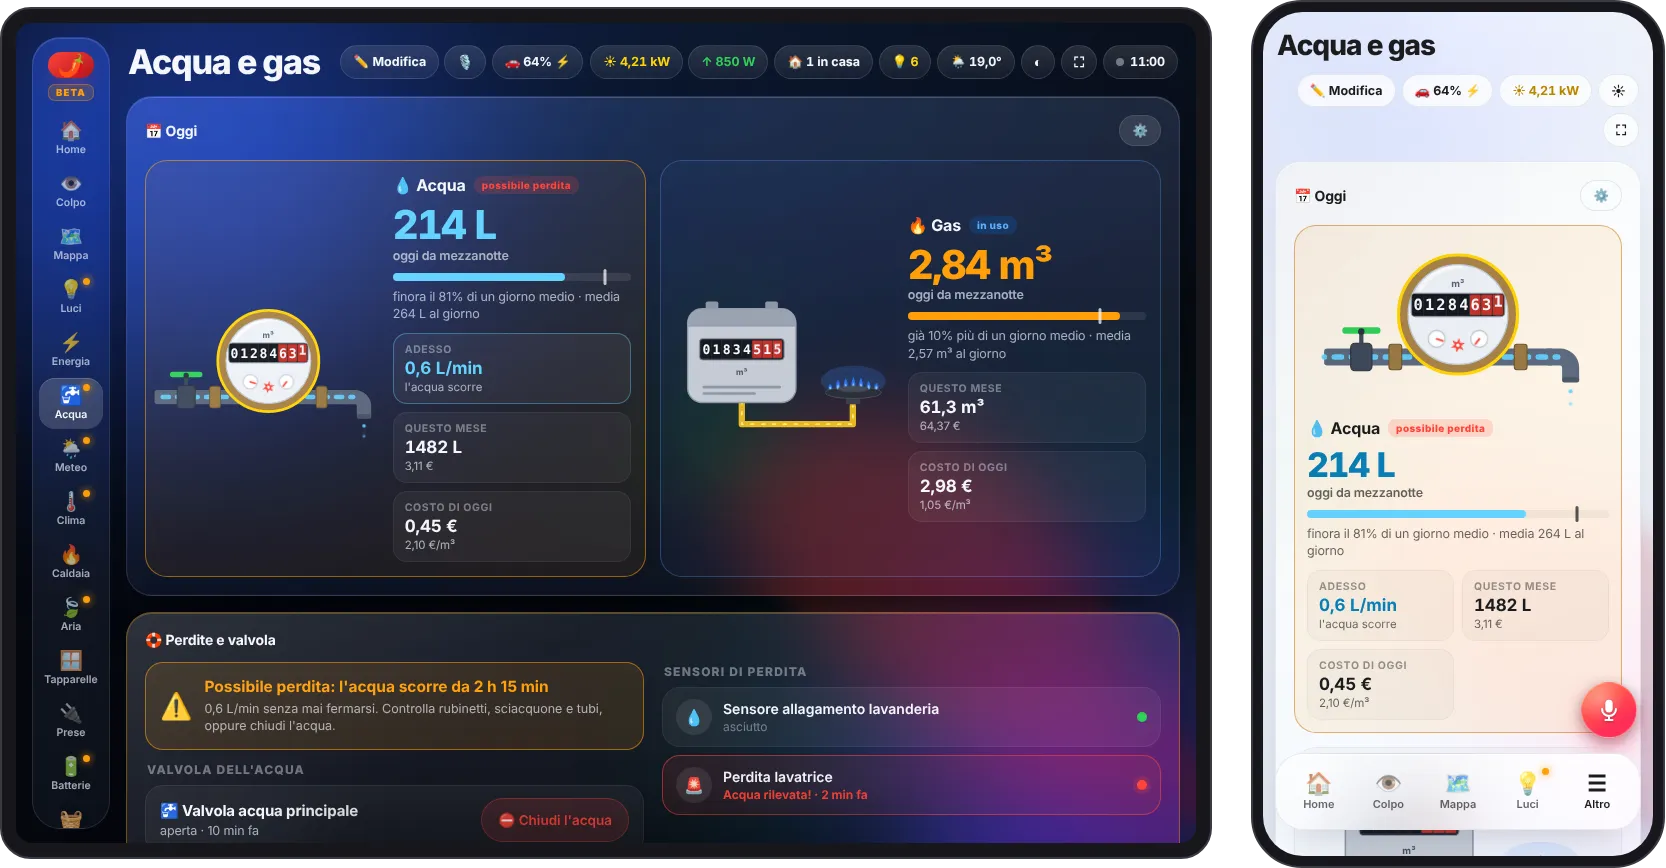 BETA
Home
Colpo
Mappa
Luci
Energia
Acqua
Meteo
Clima
Caldaia
Aria
Tapparelle
Prese
Batterie
Acqua e gas
Modifica
64%
4,21 kW
↑ 850 W
1 in casa
6
19,0°
11:00
Oggi
m³
01284631
Acqua possibile perdita
214 L
oggi da mezzanotte
finora il 81% di un giorno medio · media
264 L al giorno
ADESSO
0,6 L/min
l'acqua scorre
QUESTO MESE
1482 L
3,11 €
COSTO DI OGGI
0,45 €
2,10 €/m³
01834515
m³
Gas in uso
2,84 m³
oggi da mezzanotte
già 10% più di un giorno medio · media
2,57 m³ al giorno
QUESTO MESE
61,3 m³
64,37 €
COSTO DI OGGI
2,98 €
1,05 €/m³
Perdite e valvola
Possibile perdita: l'acqua scorre da 2 h 15 min
0,6 L/min senza mai fermarsi. Controlla rubinetti, sciacquone e tubi,
oppure chiudi l'acqua.
VALVOLA DELL'ACQUA
Valvola acqua principale
aperta · 10 min fa
Chiudi l'acqua
SENSORI DI PERDITA
Sensore allagamento lavanderia
asciutto
Perdita lavatrice
Acqua rilevata! · 2 min fa
Acqua e gas
Modifica
64%
4,21 kW
Oggi
m³
01284631
Acqua possibile perdita
214 L
oggi da mezzanotte
finora il 81% di un giorno medio · media 264 L al
giorno
ADESSO
0,6 L/min
l'acqua scorre
QUESTO MESE
1482 L
3,11 €
COSTO DI OGGI
0,45 €
2,10 €/m³
Home
Colpo
Mappa
Luci
Altro
m³